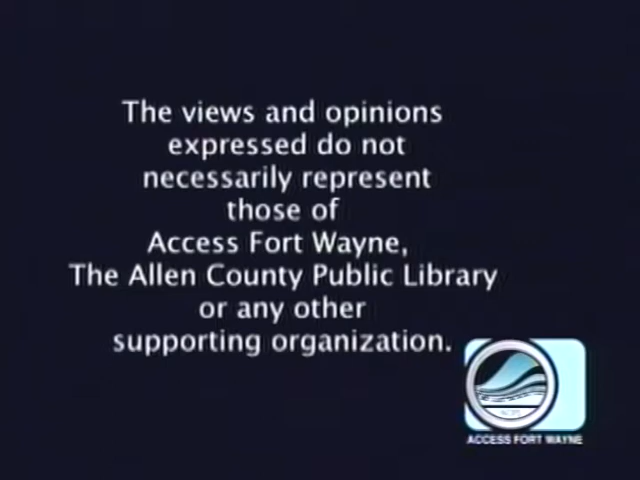 The views and opinions
expressed do not
necessarily represent
those of
Access Fort Wayne,
The Allen County Public Library
or any other
supporting organization.
ACCESS FORT WAYNE